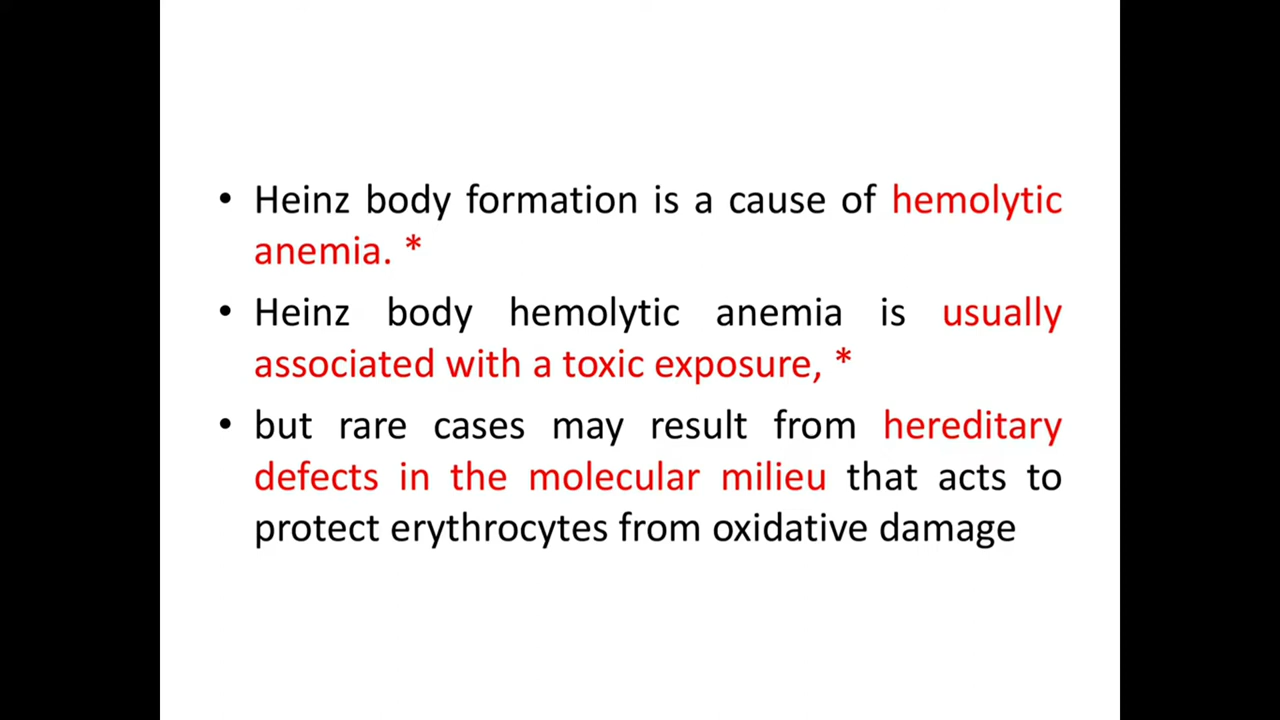 • Heinz body formation is a cause of hemolytic
anemia. *
• Heinz body hemolytic anemia is usually
associated with a toxic exposure, *
• but rare cases may result from hereditary
defects in the molecular milieu that acts to
protect erythrocytes from oxidative damage